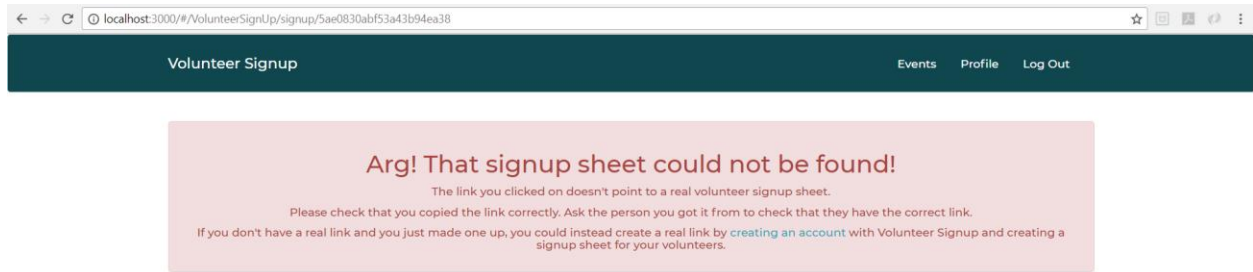 localhost:3000/#/VolunteerSignUp/signup/5ae0830abf53a43b94ea38
Volunteer Signup Events Profile Log Out
Arg! That signup sheet could not be found!
The link you clicked on doesn't point to a real volunteer signup sheet.
Please check that you copied the link correctly. Ask the person you got it from to check that they have the correct link.
If you don't have a real link and you just made one up, you could instead create a real link by creating an account with Volunteer Signup and creating a
signup sheet for your volunteers.